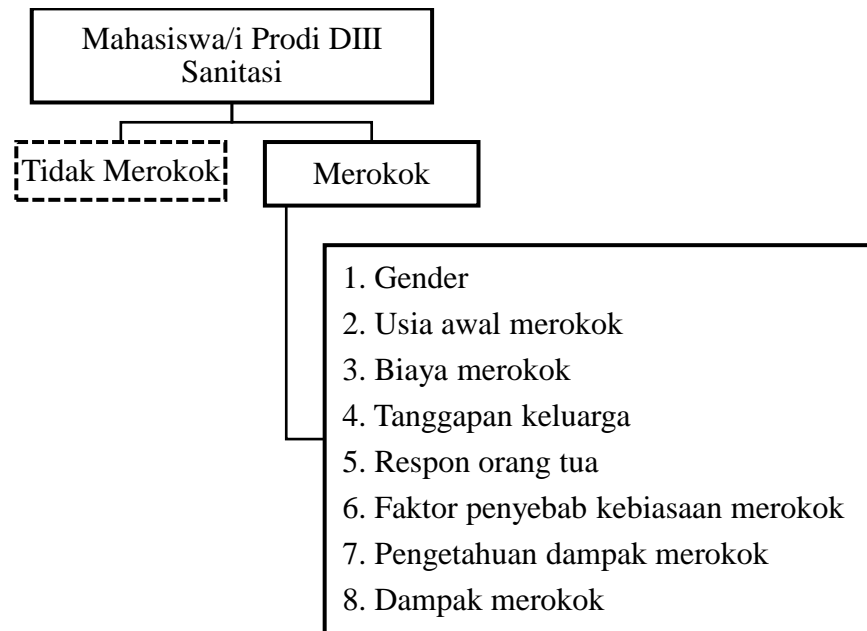 Mahasiswa/i Prodi DIII
Sanitasi
Tidak Merokok
Merokok
1. Gender
2. Usia awal merokok
3. Biaya merokok
4. Tanggapan keluarga
5. Respon orang tua
6. Faktor penyebab kebiasaan merokok
7. Pengetahuan dampak merokok
8. Dampak merokok